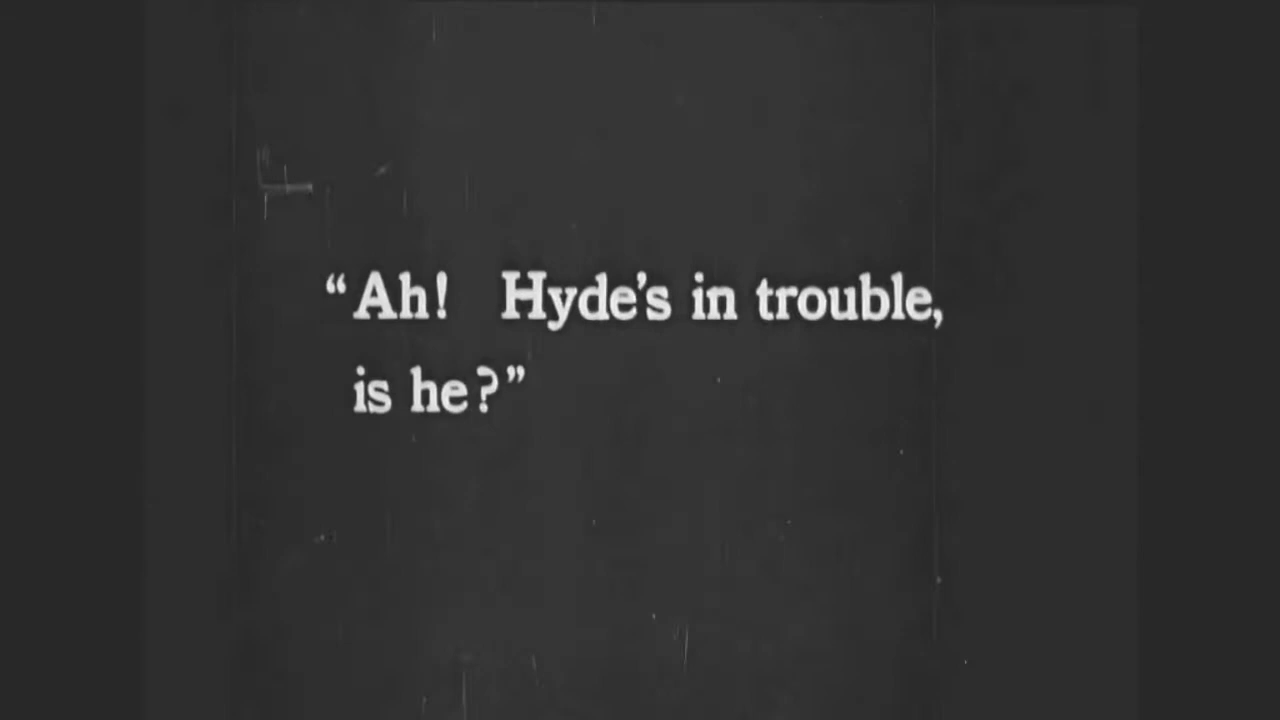 “Ah! Hyde’s in trouble,
is he?”